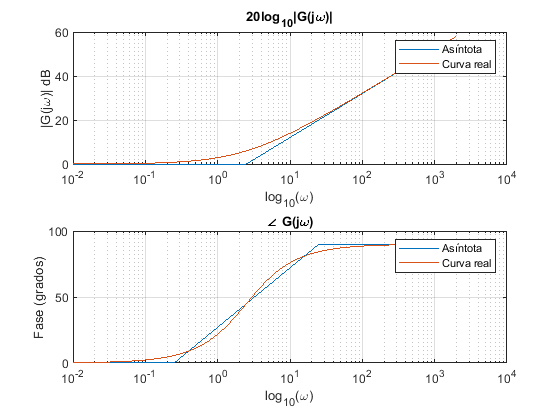 20log10|G(jω)|
60
40
20
0
|G(jω)| dB
Asíntota
Curva real
10-2 10-1 100 101 102 103 104
log10(ω)
∠ G(jω)
100
50
0
Fase (grados)
Asíntota
Curva real
10-2 10-1 100 101 102 103 104
log10(ω)